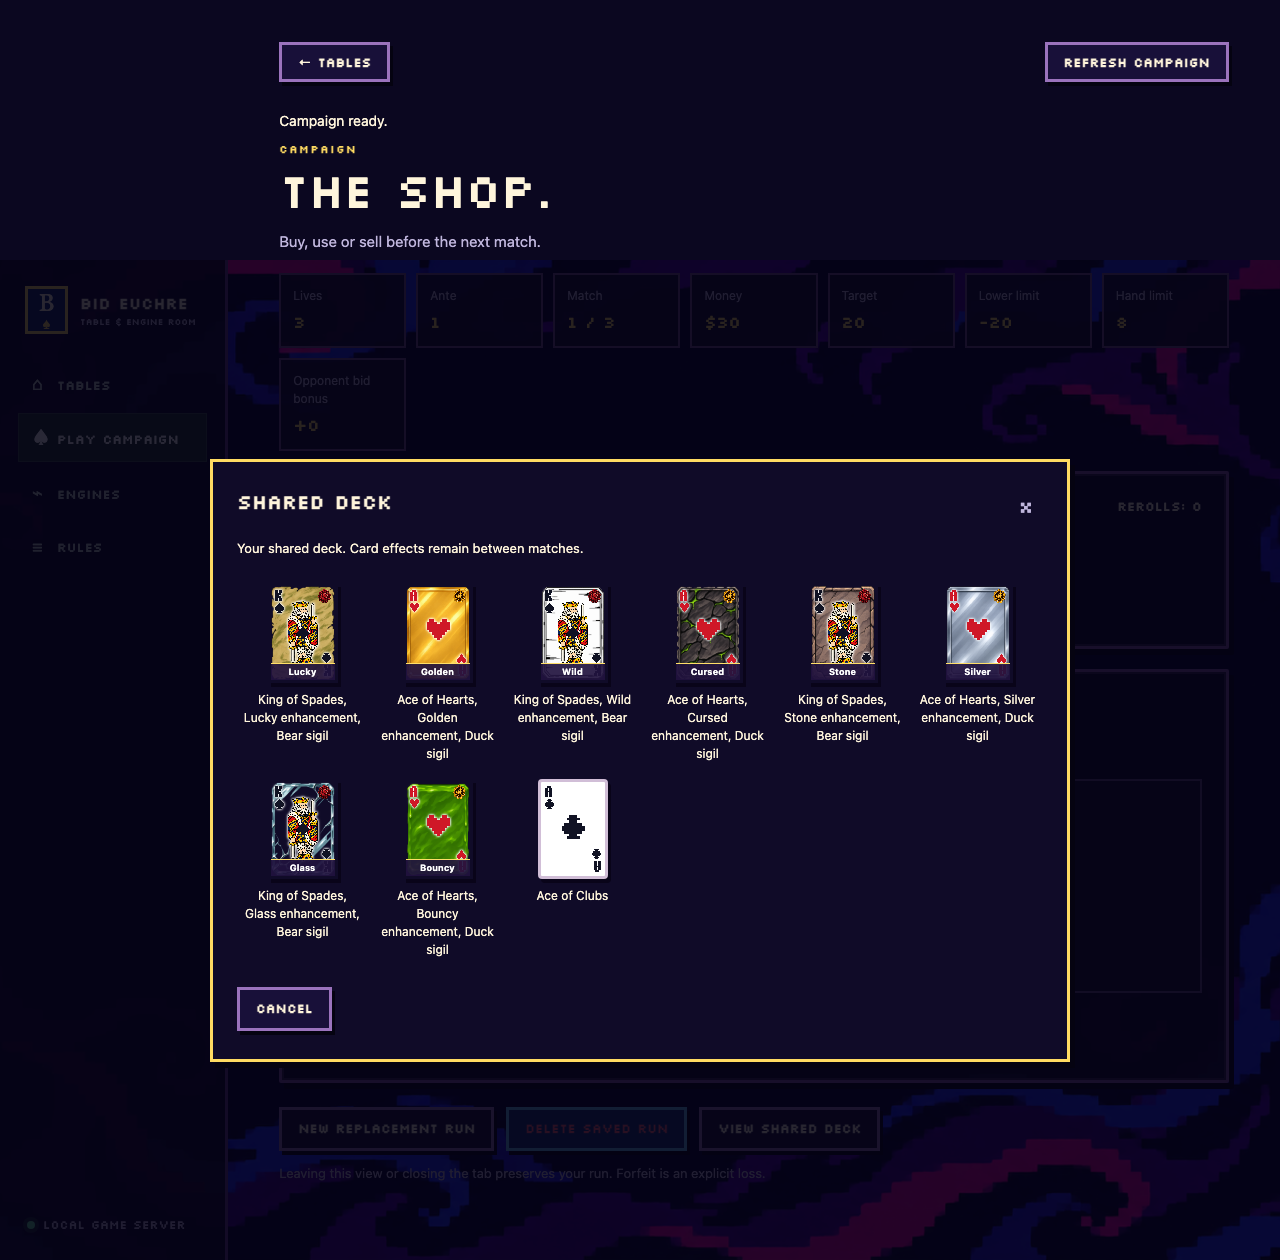 ← TABLES
REFRESH CAMPAIGN
Campaign ready.
CAMPAIGN
THE SHOP.
Buy, use or sell before the next match.
B
BID EUCHRE
TABLE & ENGINE ROOM
TABLES
PLAY CAMPAIGN
ENGINES
RULES
Lives
3
Ante
1
Match
1 / 3
Money
$30
Target
20
Lower limit
-20
Hand limit
8
Opponent bid
bonus
+0
REROLLS: 0
SHARED DECK
Your shared deck. Card effects remain between matches.
K
Lucky
King of Spades,
Lucky enhancement,
Bear sigil
A
Golden
Ace of Hearts,
Golden
enhancement, Duck
sigil
K
Wild
King of Spades, Wild
enhancement, Bear
sigil
A
Cursed
Ace of Hearts,
Cursed
enhancement, Duck
sigil
K
Stone
King of Spades,
Stone enhancement,
Bear sigil
A
Silver
Ace of Hearts, Silver
enhancement, Duck
sigil
K
Glass
King of Spades,
Glass enhancement,
Bear sigil
A
Bouncy
Ace of Hearts,
Bouncy
enhancement, Duck
sigil
A
A
Ace of Clubs
CANCEL
NEW REPLACEMENT RUN
DELETE SAVED RUN
VIEW SHARED DECK
Leaving this view or closing the tab preserves your run. Forfeit is an explicit loss.
LOCAL GAME SERVER